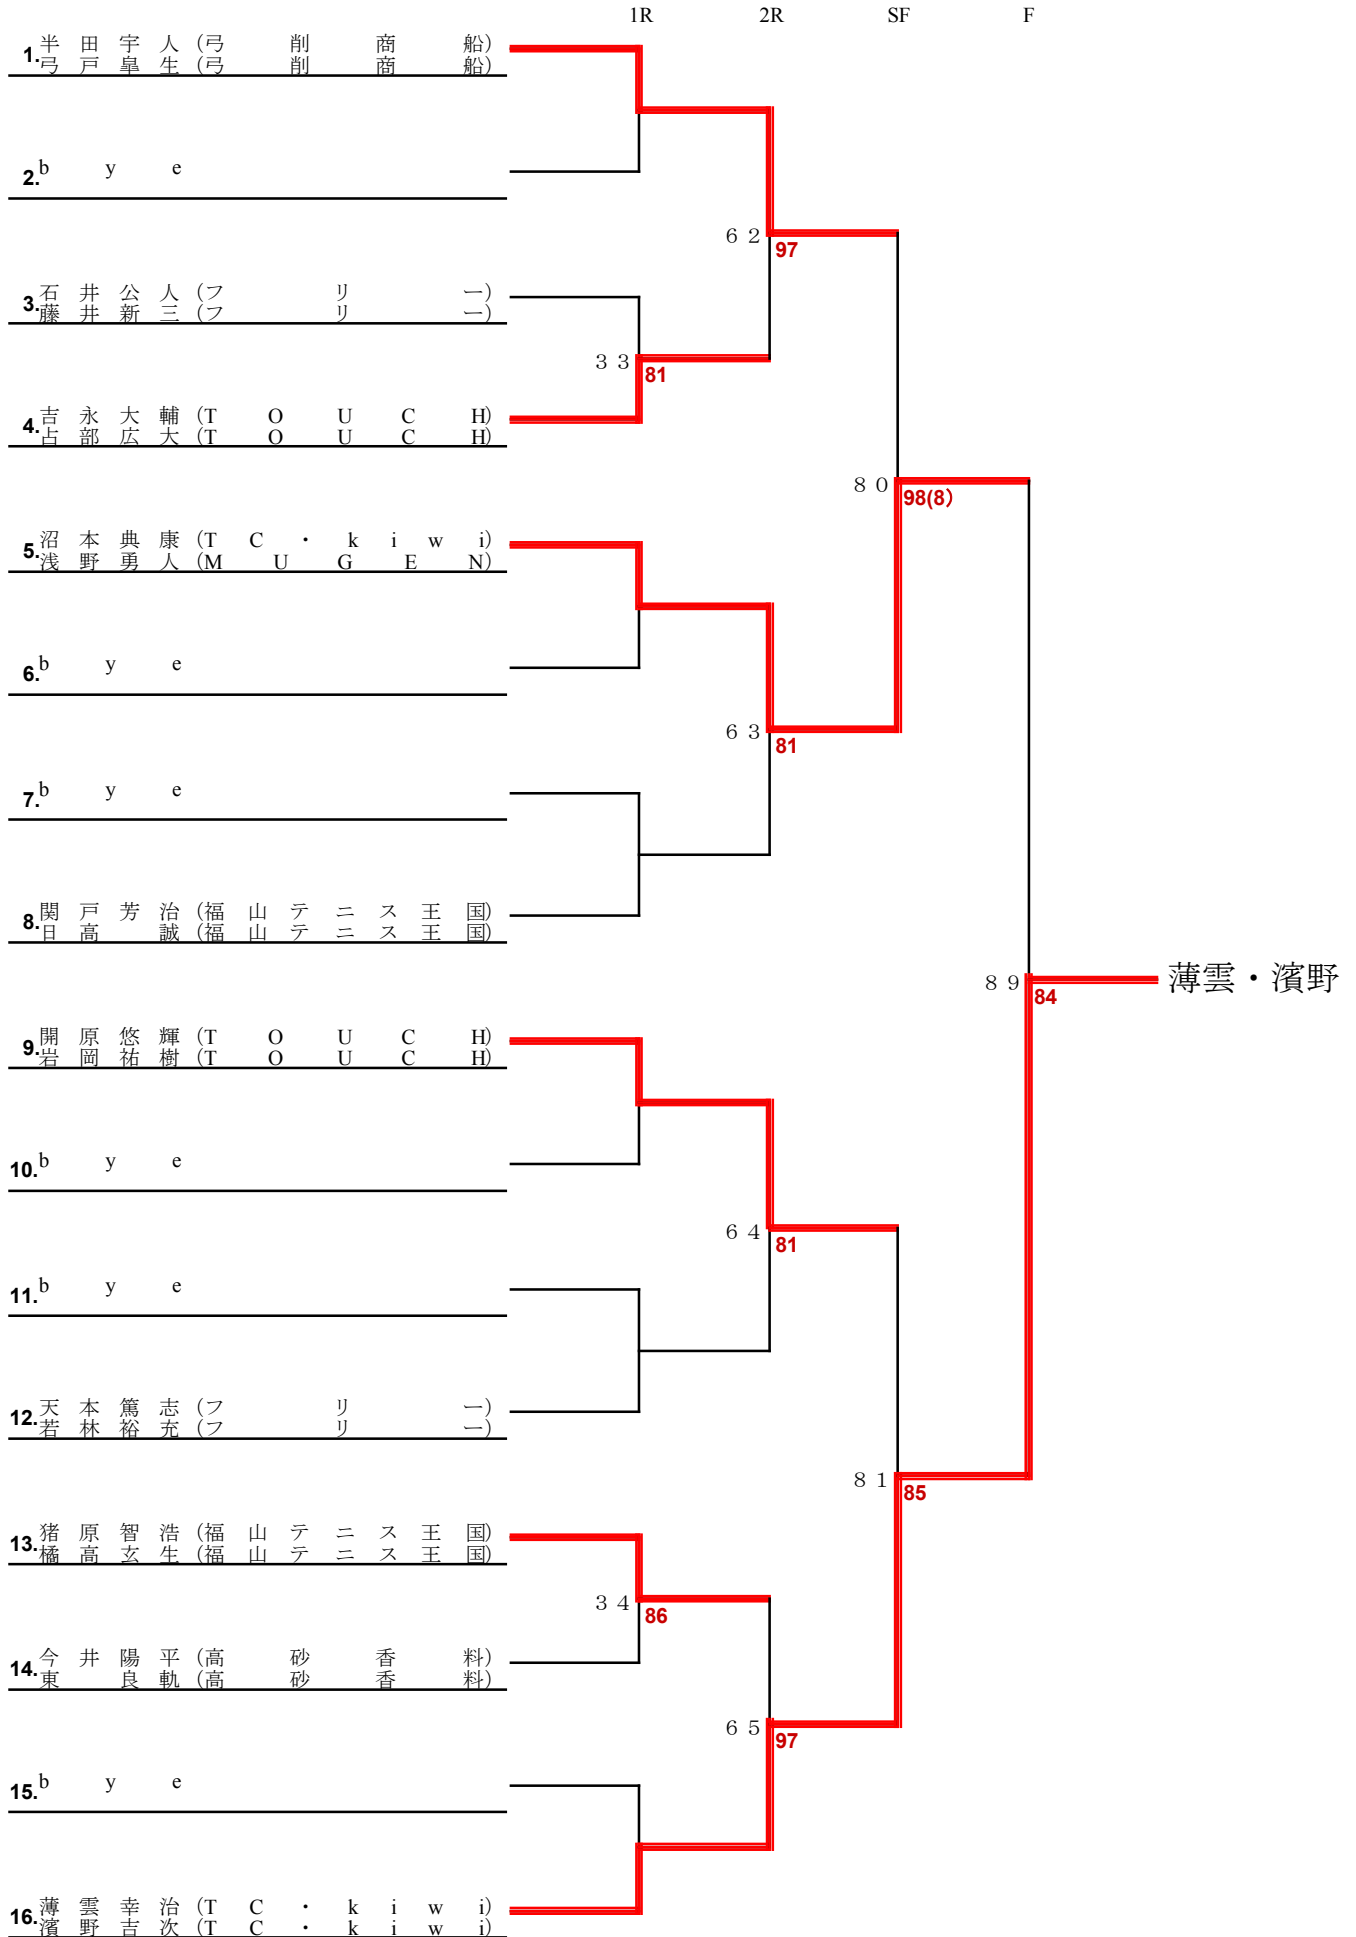 1R 2R SF F
1. 半田宇人(弓削商船)
弓戸皐生(弓削商船)
2. bye
62
97
3. 石井公人(フリー)
藤井新三(フリー)
33
81
4. 吉永大輔(TOUCH)
占部広大(TOUCH)
80
98(8)
5. 沼本典康(TC・kiwi)
浅野勇人(MUGEN)
6. bye
63
81
7. bye
8. 関戸芳治(福山テニス王国)
日高誠(福山テニス王国)
89
84
薄雲・濱野
9. 開原悠輝(TOUCH)
岩岡祐樹(TOUCH)
10. bye
64
81
11. bye
12. 天本篤志(フリー)
若林裕充(フリー)
81
85
13. 猪原智浩(福山テニス王国)
橘高玄生(福山テニス王国)
34
86
14. 今井陽平(高砂香料)
東良軌(高砂香料)
65
97
15. bye
16. 薄雲幸治(TC・kiwi)
濱野吉次(TC・kiwi)